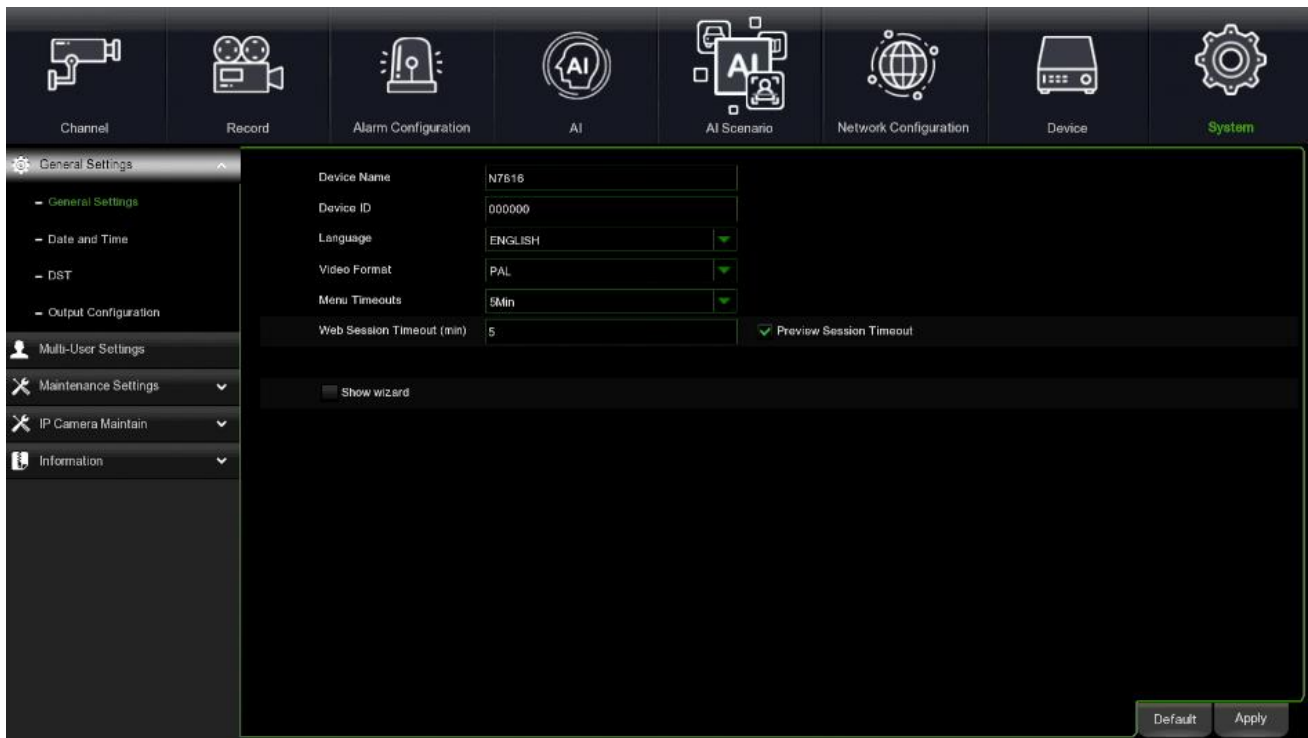 AI
AI
Channel
Record
Alarm Configuration
AI
AI Scenario
Network Configuration
Device
System
General Settings
– General Settings
– Date and Time
– DST
– Output Configuration
Multi-User Settings
Maintenance Settings
IP Camera Maintain
Information
Device Name N7816
Device ID 000000
Language ENGLISH
Video Format PAL
Menu Timeouts 5Min
Web Session Timeout (min) 5 Preview Session Timeout
Show wizard
Default Apply